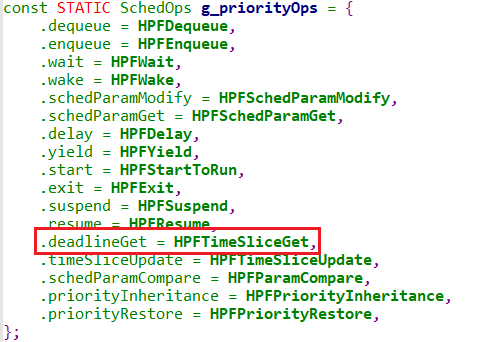 const STATIC SchedOps g_priorityOps = {
.dequeue = HPFDequeue,
.enqueue = HPFEnqueue,
.wait = HPFWait,
.wake = HPFWake,
.schedParamModify = HPFSchedParamModify,
.schedParamGet = HPFSchedParamGet,
.delay = HPFDelay,
.yield = HPFYield,
.start = HPFStartToRun,
.exit = HPFExit,
.suspend = HPFSuspend,
.resume = HPFResume,
.deadlineGet = HPFTimeSliceGet,
.timeSliceUpdate = HPFTimeSliceUpdate,
.schedParamCompare = HPFParamCompare,
.priorityInheritance = HPFPriorityInheritance,
.priorityRestore = HPFPriorityRestore,
};